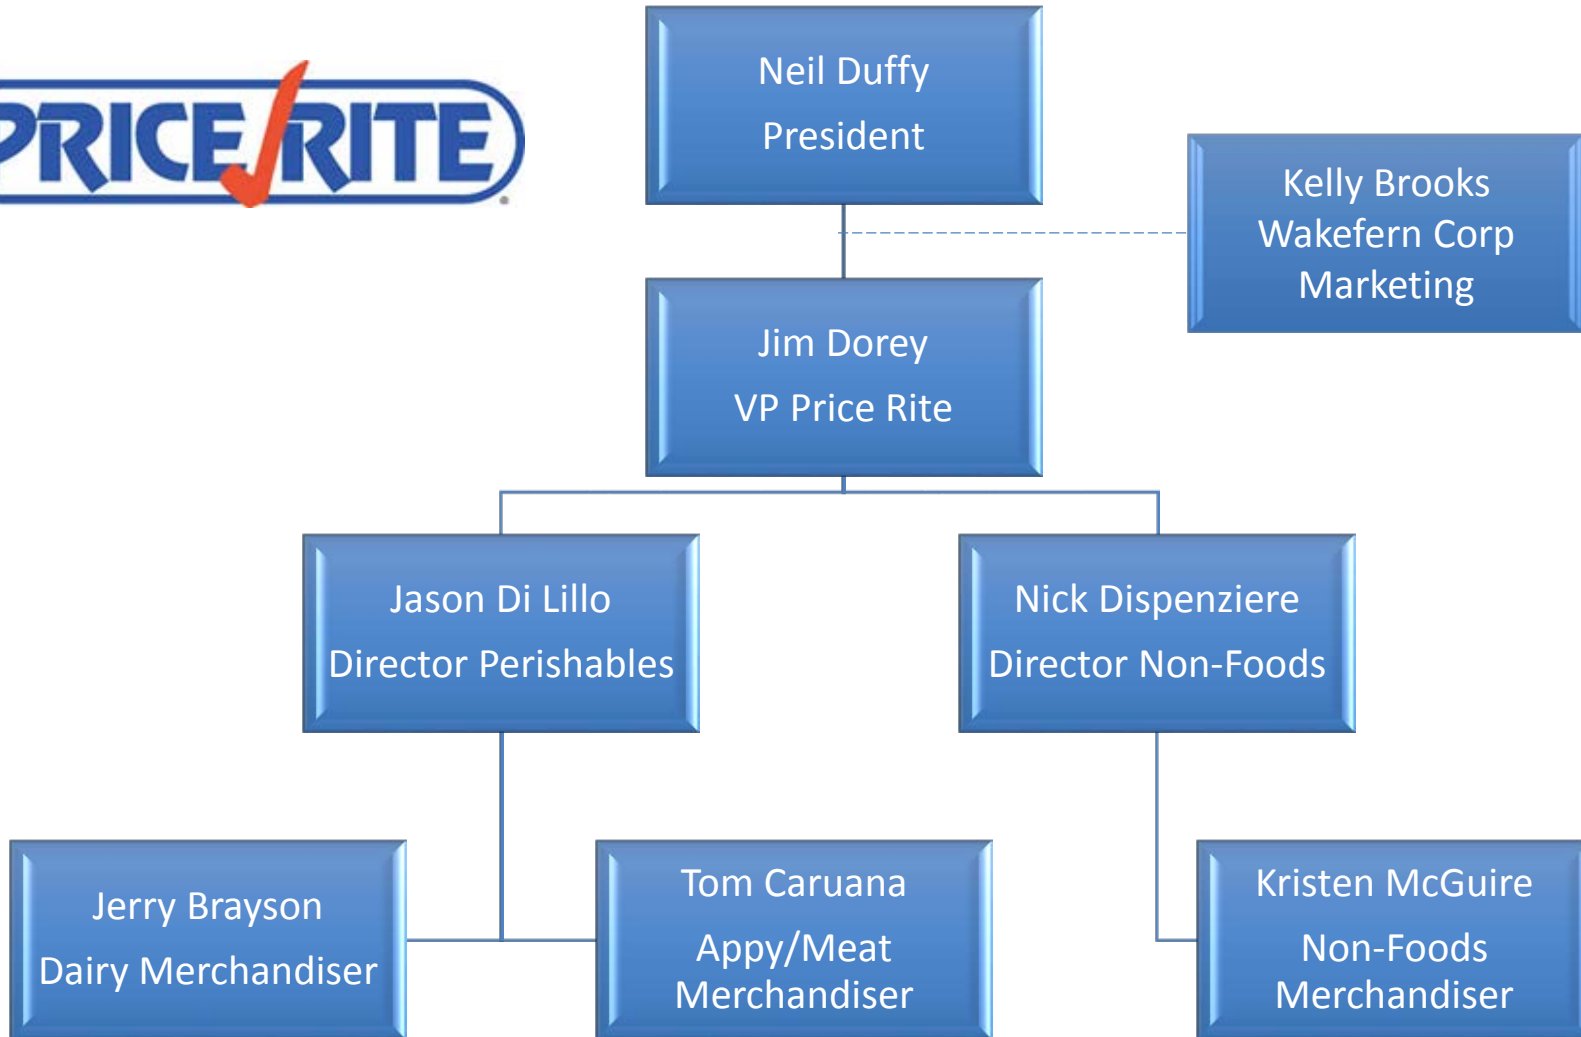 PRICE RITE
Neil Duffy
President
Kelly Brooks
Wakefern Corp
Marketing
Jim Dorey
VP Price Rite
Jason Di Lillo
Director Perishables
Nick Dispenziere
Director Non-Foods
Jerry Brayson
Dairy Merchandiser
Tom Caruana
Appy/Meat
Merchandiser
Kristen McGuire
Non-Foods
Merchandiser